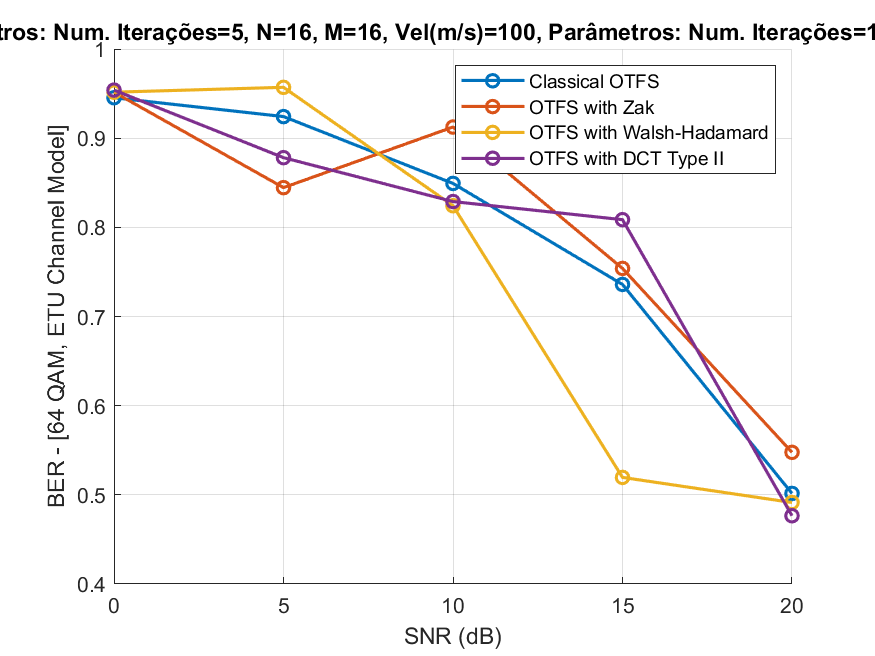 tros: Num. Iterações=5, N=16, M=16, Vel(m/s)=100, Parâmetros: Num. Iterações=1
1
0.9
0.8
0.7
0.6
0.5
0.4
BER - [64 QAM, ETU Channel Model]
Classical OTFS
OTFS with Zak
OTFS with Walsh-Hadamard
OTFS with DCT Type II
0 5 10 15 20
SNR (dB)